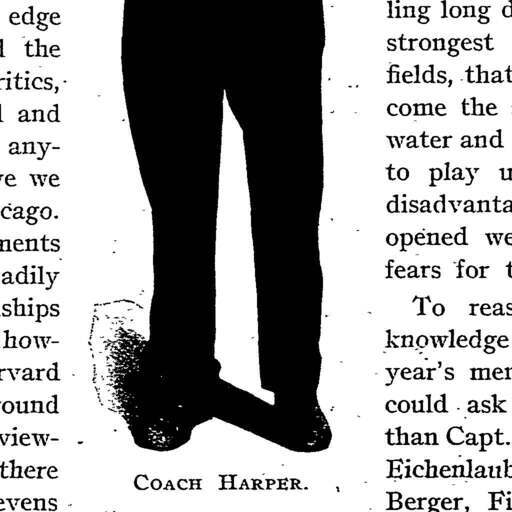 edge
the
ritics,
and
any-
we
cago.
ments
adily
ships
how-
rvard
round
view-
there
evens
COACH HARPER.
ling long d
strongest
fields, that
come the
water and
to play u
disadvanta
opened we
fears for t
To reas
knowledge
year's men
could ask
than Capt.
Eichenlaub
Berger, Fi